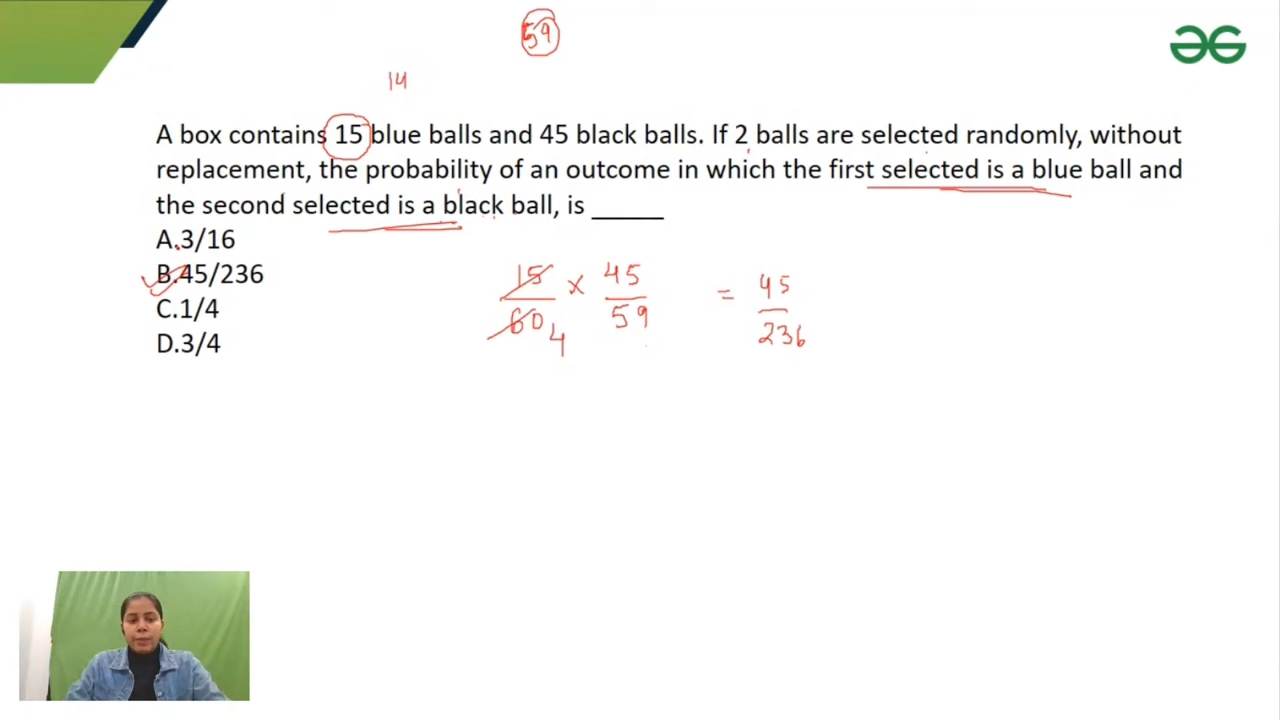 59
14
A box contains 15 blue balls and 45 black balls. If 2 balls are selected randomly, without
replacement, the probability of an outcome in which the first selected is a blue ball and
the second selected is a black ball, is _____
A.3/16
B.45/236
C.1/4
D.3/4
15/60 4 × 45/59 = 45/236